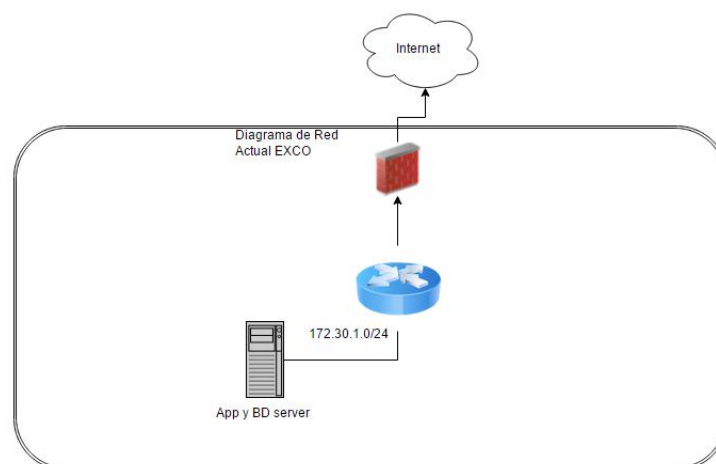 Internet
Diagrama de Red
Actual EXCO
172.30.1.0/24
App y BD server